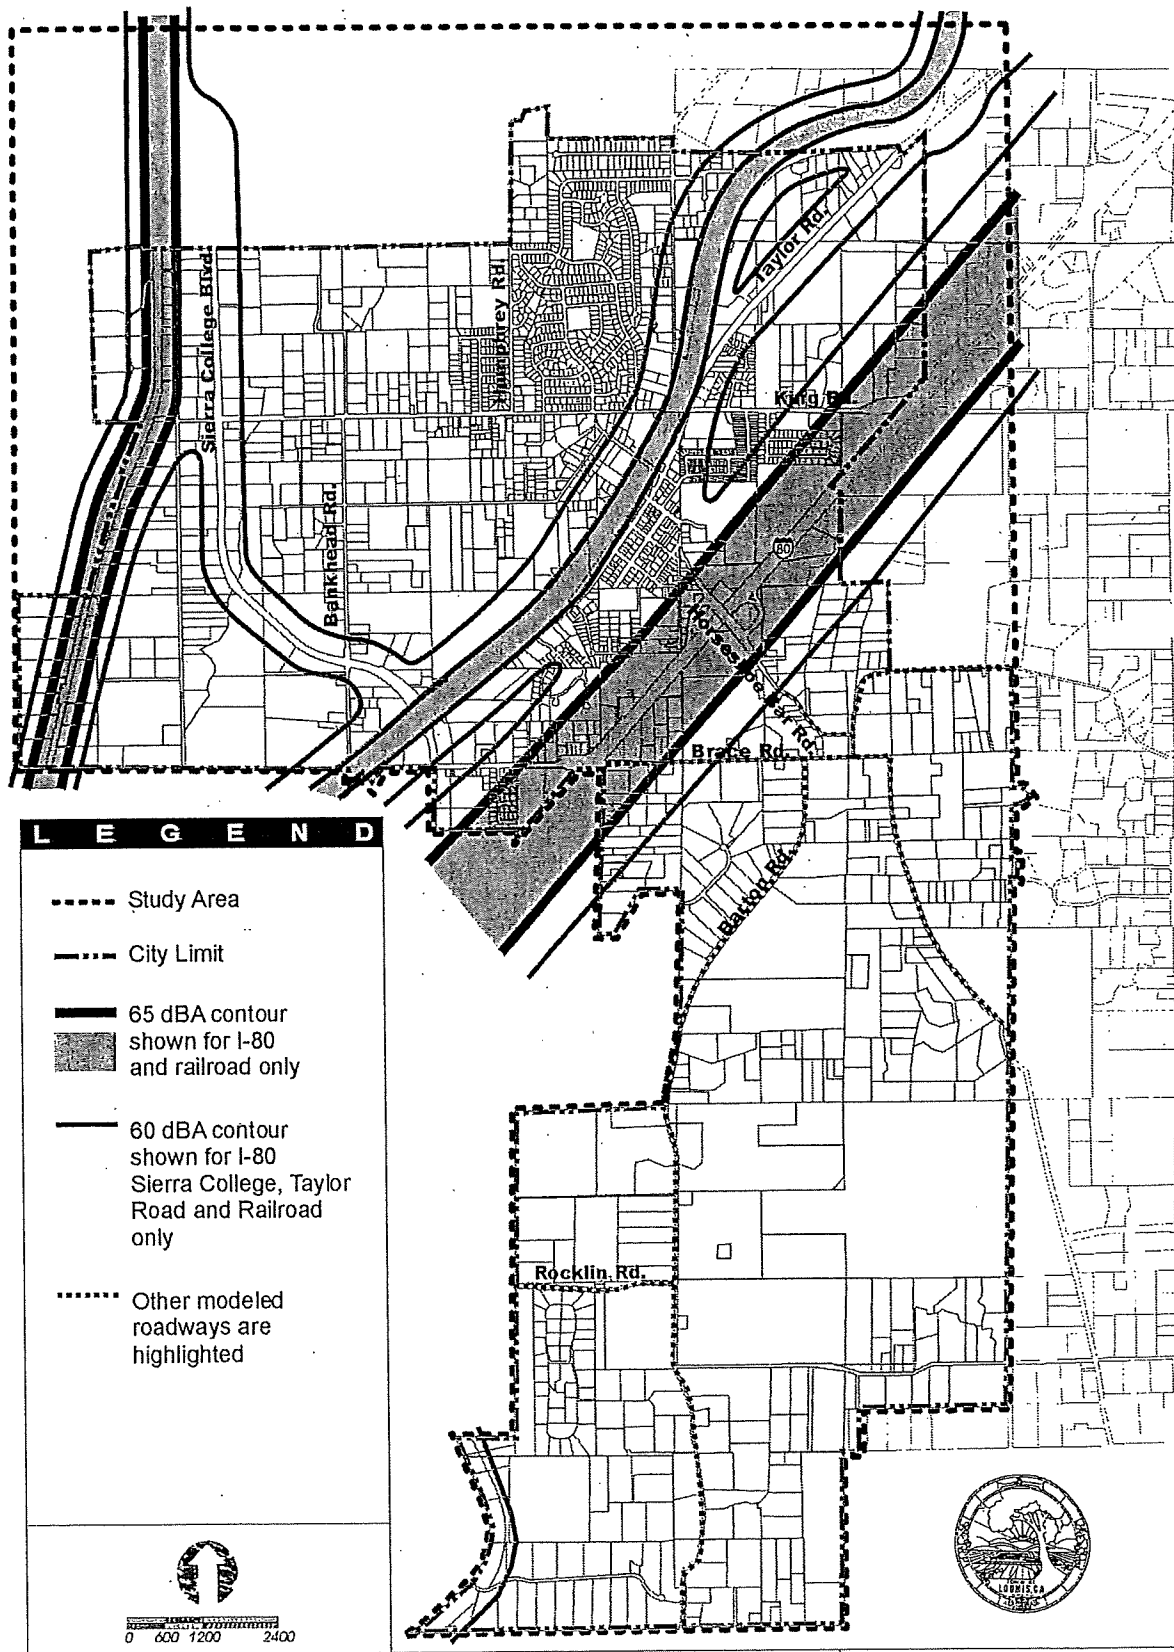 Taylor Rd.
Sierra College Blvd.
Humphrey Rd.
King Rd.
Bankhead Rd.
80
Horseshoe Bar Rd.
Brace Rd.
Barton Rd.
Rocklin Rd.
LEGEND
Study Area
City Limit
65 dBA contour
shown for I-80
and railroad only
60 dBA contour
shown for I-80
Sierra College, Taylor
Road and Railroad
only
Other modeled
roadways are
highlighted
0 600 1200 2400
LOOMIS, CA